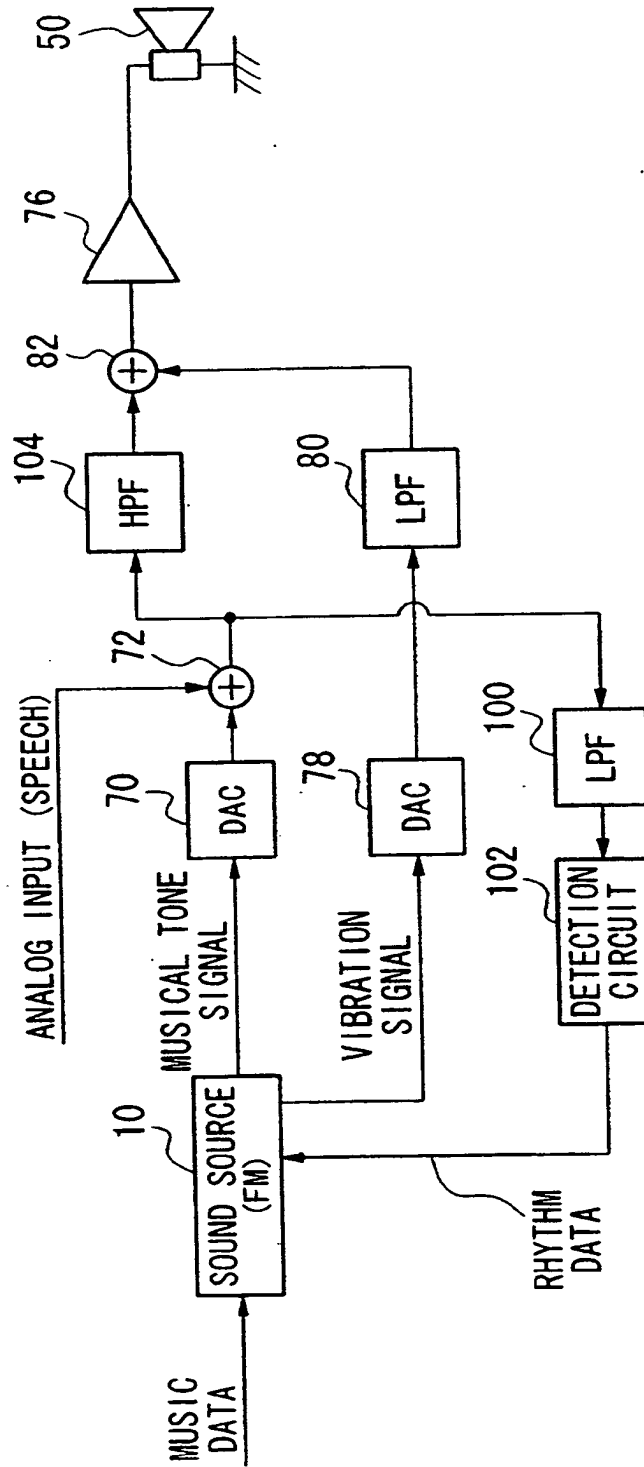 MUSIC
DATA
10
SOUND SOURCE
(FM)
RHYTHM
DATA
ANALOG INPUT (SPEECH)
MUSICAL TONE
SIGNAL
VIBRATION
SIGNAL
70
DAC
72
+
78
DAC
102
DETECTION
CIRCUIT
100
LPF
104
HPF
80
LPF
82
+
76
50